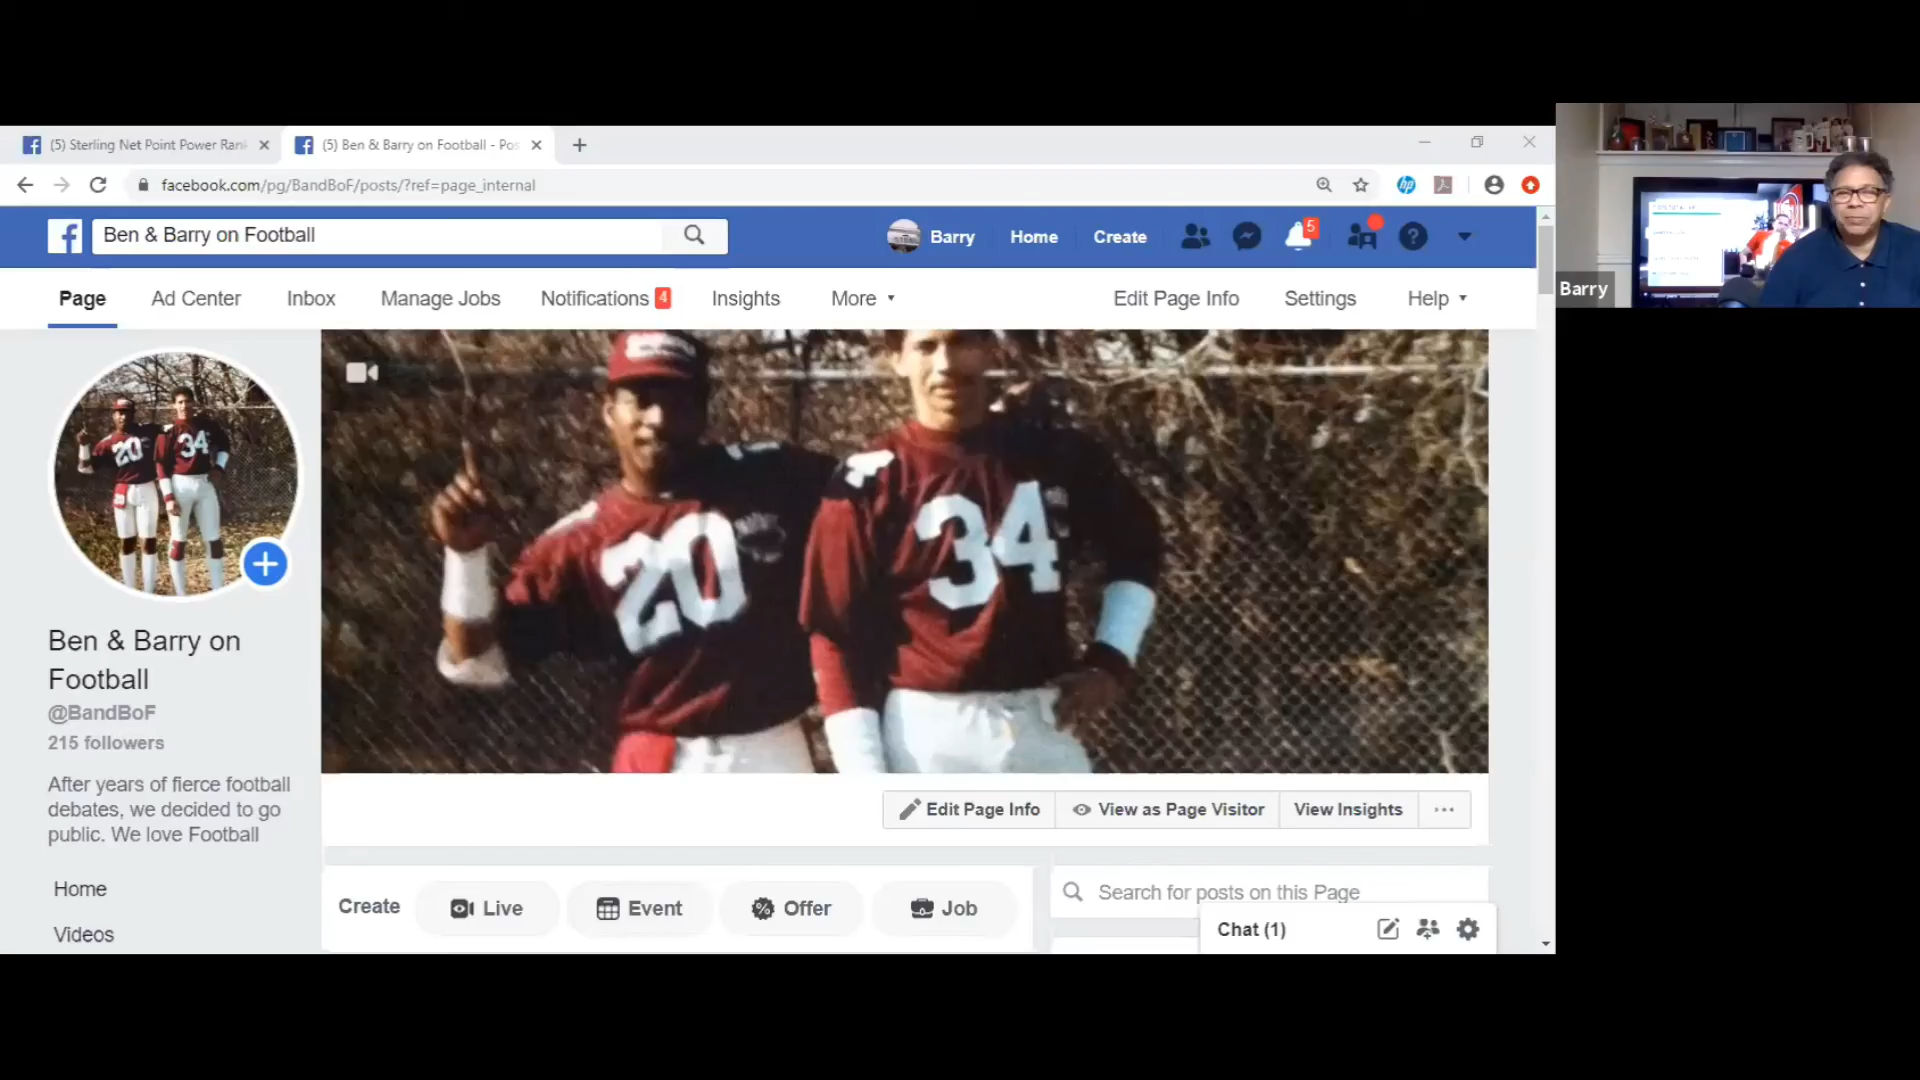 (5) Sterling Net Point Power Rank
(5) Ben & Barry on Football - Pos
facebook.com/pg/BandBoF/posts/?ref=page_internal
Ben & Barry on Football
Barry
Home
Create
5
Page
Ad Center
Inbox
Manage Jobs
Notifications 4
Insights
More
Edit Page Info
Settings
Help
Barry
20
34
20
34
Ben & Barry on
Football
@BandBoF
215 followers
After years of fierce football
debates, we decided to go
public. We love Football
Home
Videos
Edit Page Info
View as Page Visitor
View Insights
Create
Live
Event
Offer
Job
Search for posts on this Page
Chat (1)